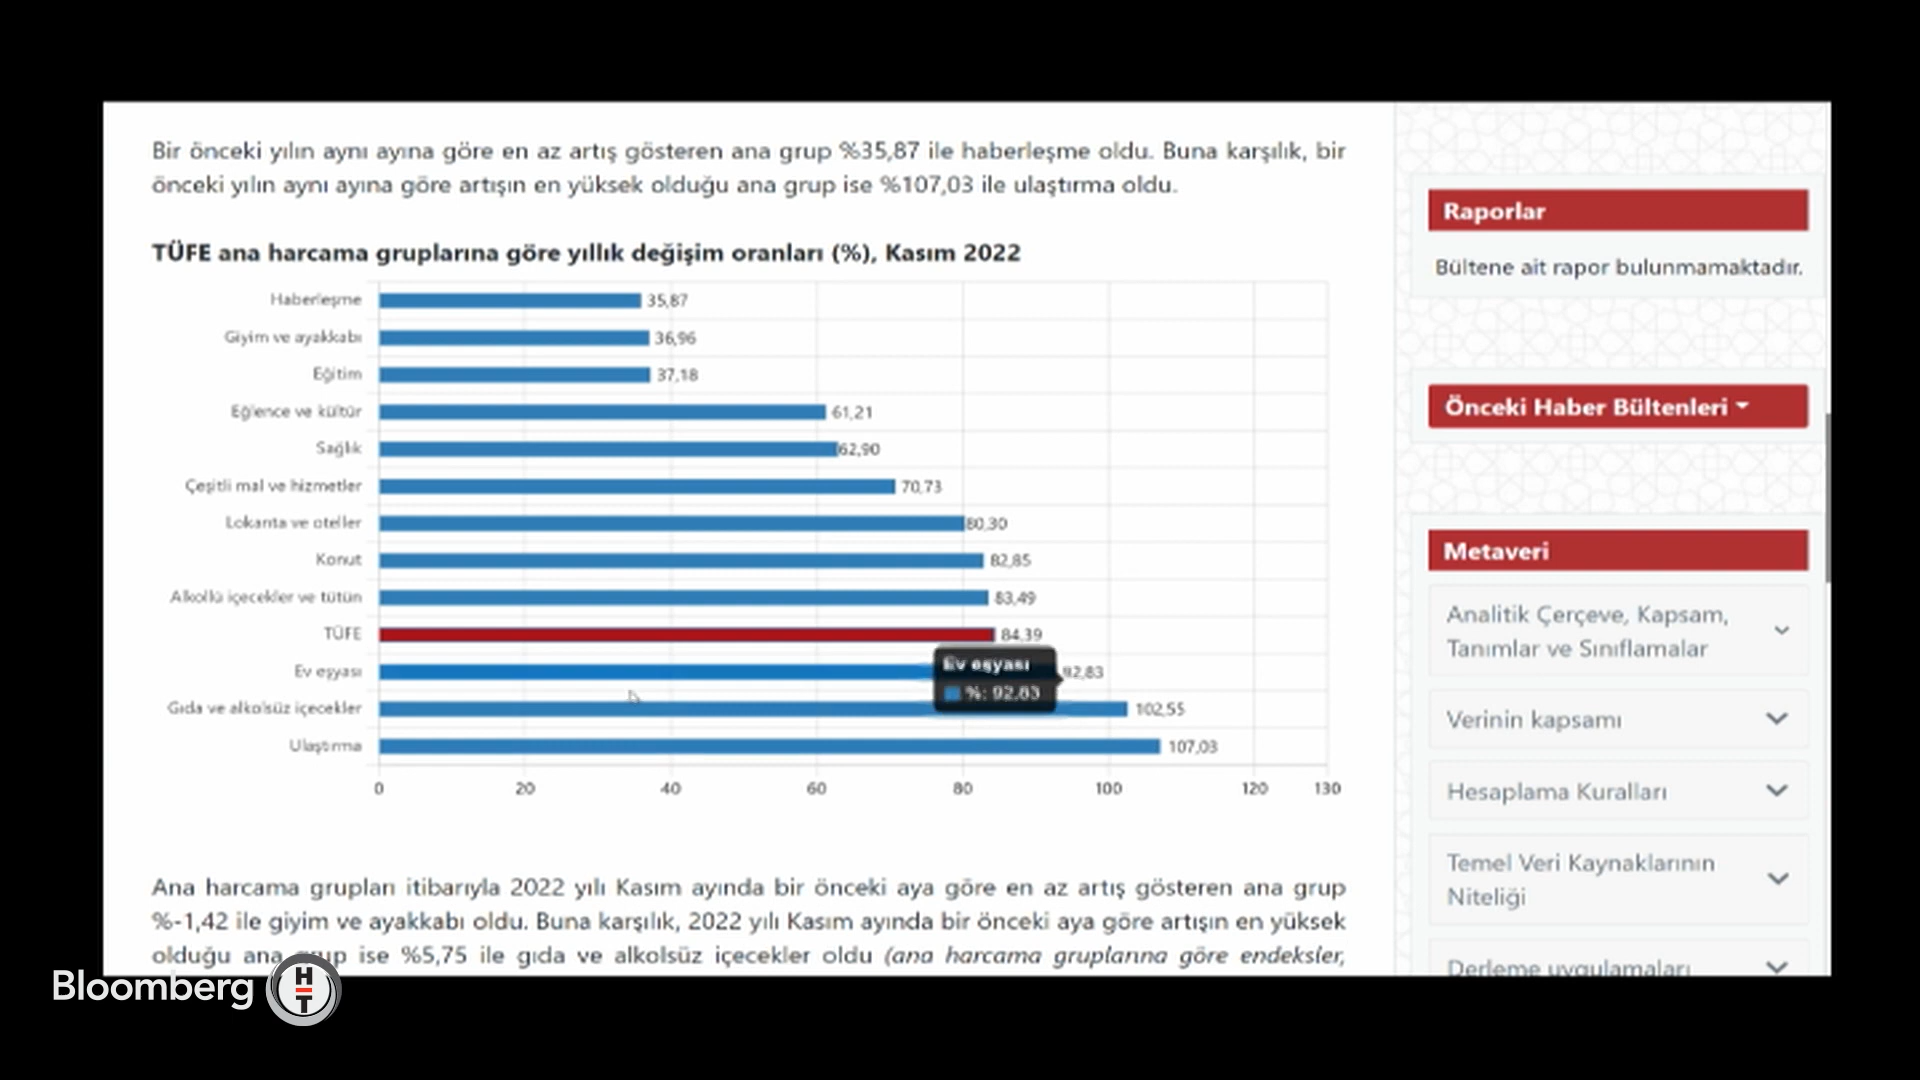 Bir önceki yılın aynı ayına göre en az artış gösteren ana grup %35,87 ile haberleşme oldu. Buna karşılık, bir
önceki yılın aynı ayına göre artışın en yüksek olduğu ana grup ise %107,03 ile ulaştırma oldu.
TÜFE ana harcama gruplarına göre yıllık değişim oranları (%), Kasım 2022
Haberleşme 35,87
Giyim ve ayakkabı 36,96
Eğitim 37,18
Eğlence ve kültür 61,21
Sağlık 62,90
Çeşitli mal ve hizmetler 70,73
Lokanta ve oteller 80,30
Konut 82,85
Alkollü içecekler ve tütün 83,49
TÜFE 84,39
Ev eşyası 92,83
Ev eşyası
%: 92,83
Gıda ve alkolsüz içecekler 102,55
Ulaştırma 107,03
0 20 40 60 80 100 120 130
Ana harcama grupları itibarıyla 2022 yılı Kasım ayında bir önceki aya göre en az artış gösteren ana grup
%-1,42 ile giyim ve ayakkabı oldu. Buna karşılık, 2022 yılı Kasım ayında bir önceki aya göre artışın en yüksek
olduğu ana grup ise %5,75 ile gıda ve alkolsüz içecekler oldu (ana harcama gruplarına göre endeksler,
Raporlar
Bültene ait rapor bulunmamaktadır.
Önceki Haber Bültenleri
Metaveri
Analitik Çerçeve, Kapsam,
Tanımlar ve Sınıflamalar
Verinin kapsamı
Hesaplama Kuralları
Temel Veri Kaynaklarının
Niteliği
Derleme uygulamaları
Bloomberg HT